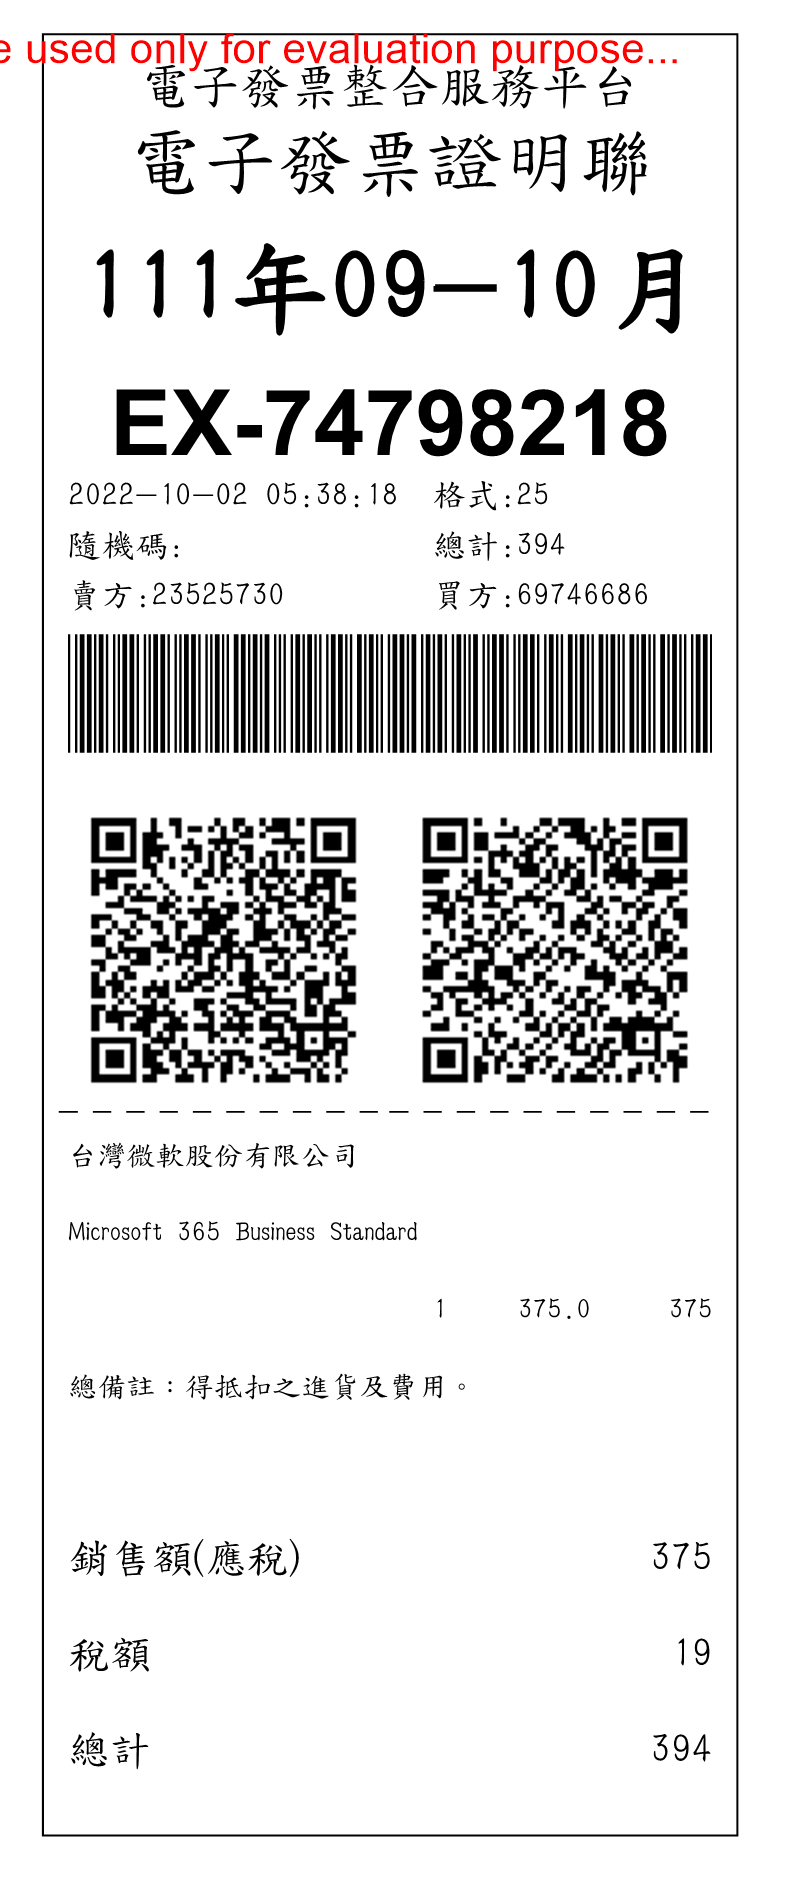 e used only for evaluation purpose...
電子發票整合服務平台
電子發票證明聯
111年09-10月
EX-74798218
2022-10-02 05:38:18 格式:25
隨機碼: 總計:394
賣方:23525730 買方:69746686
台灣微軟股份有限公司
Microsoft 365 Business Standard
1 375.0 375
總備註：得抵扣之進貨及費用。
銷售額(應稅) 375
稅額 19
總計 394